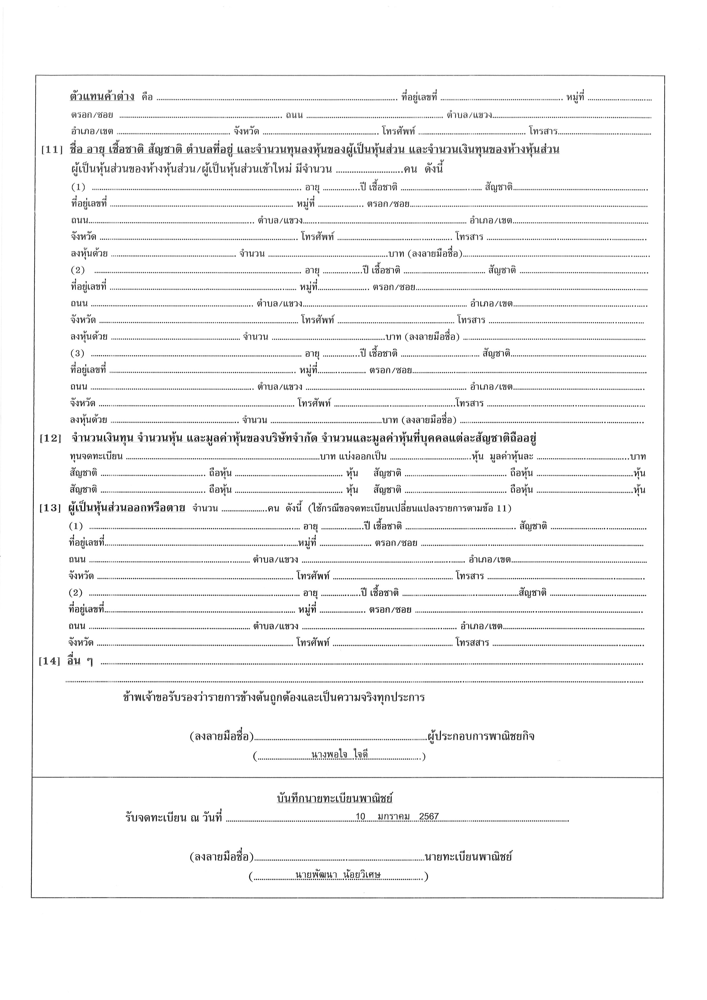 ตัวแทนค้าต่าง คือ ........................ ที่อยู่เลขที่ ........................ หมู่ที่ ........................
ตรอก/ซอย ........................ ถนน ........................ ตำบล/แขวง........................
อำเภอ/เขต ........................ จังหวัด ........................ โทรศัพท์ ........................ โทรสาร........................
[11] ชื่อ อายุ เชื้อชาติ สัญชาติ ตำบลที่อยู่ และจำนวนทุนลงหุ้นของผู้เป็นหุ้นส่วน และจำนวนเงินทุนของห้างหุ้นส่วน
ผู้เป็นหุ้นส่วนของห้างหุ้นส่วน/ผู้เป็นหุ้นส่วนเข้าใหม่ มีจำนวน ........................คน ดังนี้
(1) ........................ อายุ ................ปี เชื้อชาติ ........................ สัญชาติ........................
ที่อยู่เลขที่ ........................ หมู่ที่ ................ ตรอก/ซอย........................
ถนน........................ ตำบล/แขวง........................ อำเภอ/เขต........................
จังหวัด ........................ โทรศัพท์ ........................ โทรสาร ........................
ลงหุ้นด้วย ........................ จำนวน ........................บาท (ลงลายมือชื่อ)........................
(2) ........................ อายุ ................ปี เชื้อชาติ ........................ สัญชาติ ........................
ที่อยู่เลขที่ ........................ หมู่ที่................ ตรอก/ซอย........................
ถนน ........................ ตำบล/แขวง........................ อำเภอ/เขต........................
จังหวัด ........................ โทรศัพท์ ........................ โทรสาร ........................
ลงหุ้นด้วย ........................ จำนวน ........................บาท (ลงลายมือชื่อ) ........................
(3) ........................ อายุ ................ปี เชื้อชาติ ........................ สัญชาติ........................
ที่อยู่เลขที่ ........................ หมู่ที่................ ตรอก/ซอย........................
ถนน ........................ ตำบล/แขวง ........................ อำเภอ/เขต........................
จังหวัด ........................ โทรศัพท์ ........................โทรสาร ........................
ลงหุ้นด้วย ........................ จำนวน ........................บาท (ลงลายมือชื่อ) ........................
[12] จำนวนเงินทุน จำนวนหุ้น และมูลค่าหุ้นของบริษัทจำกัด จำนวนและมูลค่าหุ้นที่บุคคลแต่ละสัญชาติถืออยู่
ทุนจดทะเบียน ........................บาท แบ่งออกเป็น ........................หุ้น มูลค่าหุ้นละ ........................บาท
สัญชาติ ........................ ถือหุ้น ........................ หุ้น สัญชาติ ........................ ถือหุ้น ........................หุ้น
สัญชาติ ........................ ถือหุ้น ........................ หุ้น สัญชาติ ........................ ถือหุ้น ........................หุ้น
[13] ผู้เป็นหุ้นส่วนออกหรือตาย จำนวน ................คน ดังนี้ (ใช้กรณีขอจดทะเบียนเปลี่ยนแปลงรายการตามข้อ 11)
(1) ........................ อายุ ................ปี เชื้อชาติ ........................ สัญชาติ ........................
ที่อยู่เลขที่........................หมู่ที่ ................ ตรอก/ซอย ........................
ถนน ........................ ตำบล/แขวง ........................ อำเภอ/เขต........................
จังหวัด ........................ โทรศัพท์ ........................ โทรสาร ........................
(2) ........................ อายุ ................ปี เชื้อชาติ ........................สัญชาติ ........................
ที่อยู่เลขที่........................ หมู่ที่ ................ ตรอก/ซอย ........................
ถนน ........................ ตำบล/แขวง ........................ อำเภอ/เขต........................
จังหวัด ........................ โทรศัพท์ ........................ โทรสสาร ........................
[14] อื่น ๆ ........................
........................
ข้าพเจ้าขอรับรองว่ารายการข้างต้นถูกต้องและเป็นความจริงทุกประการ
(ลงลายมือชื่อ)........................ผู้ประกอบการพาณิชยกิจ
(............นางพอใจ ใจดี............)
บันทึกนายทะเบียนพาณิชย์
รับจดทะเบียน ณ วันที่ ............10 มกราคม 2567............
(ลงลายมือชื่อ)........................นายทะเบียนพาณิชย์
(............นายพัฒนา น้อยวิเศษ............)